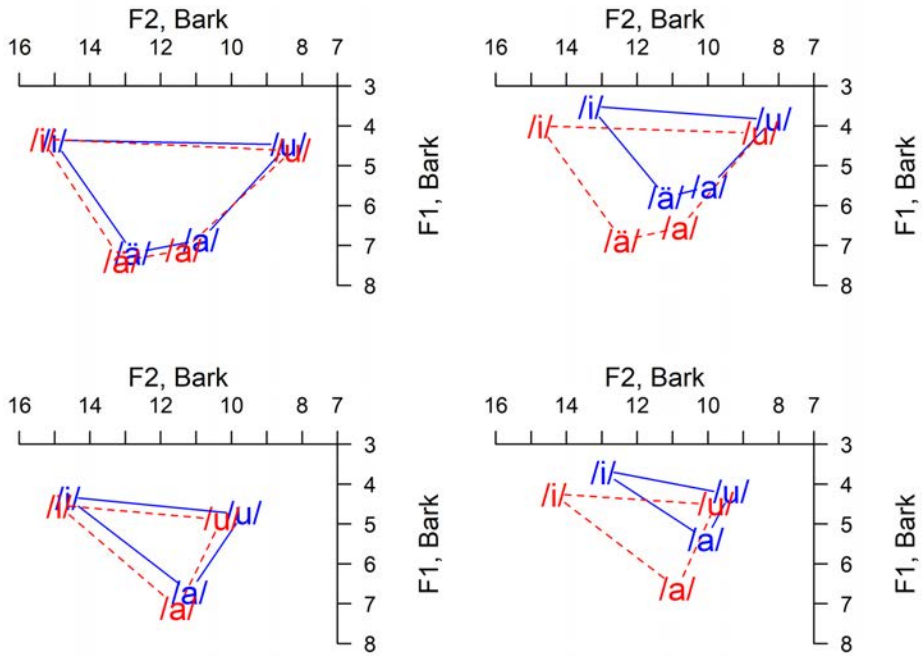 F2, Bark
16 14 12 10 8 7
3
4
5
6
7
8
F1, Bark
/i/ /i/ /u/ /u/
/ä/ /ä/ /a/ /a/
F2, Bark
16 14 12 10 8 7
3
4
5
6
7
8
F1, Bark
/i/ /u/
/i/ /u/
/ä/ /a/
/ä/ /a/
F2, Bark
16 14 12 10 8 7
3
4
5
6
7
8
F1, Bark
/i/ /i/ /u/ /u/
/a/
/a/
F2, Bark
16 14 12 10 8 7
3
4
5
6
7
8
F1, Bark
/i/ /u/
/i/ /u/
/a/
/a/